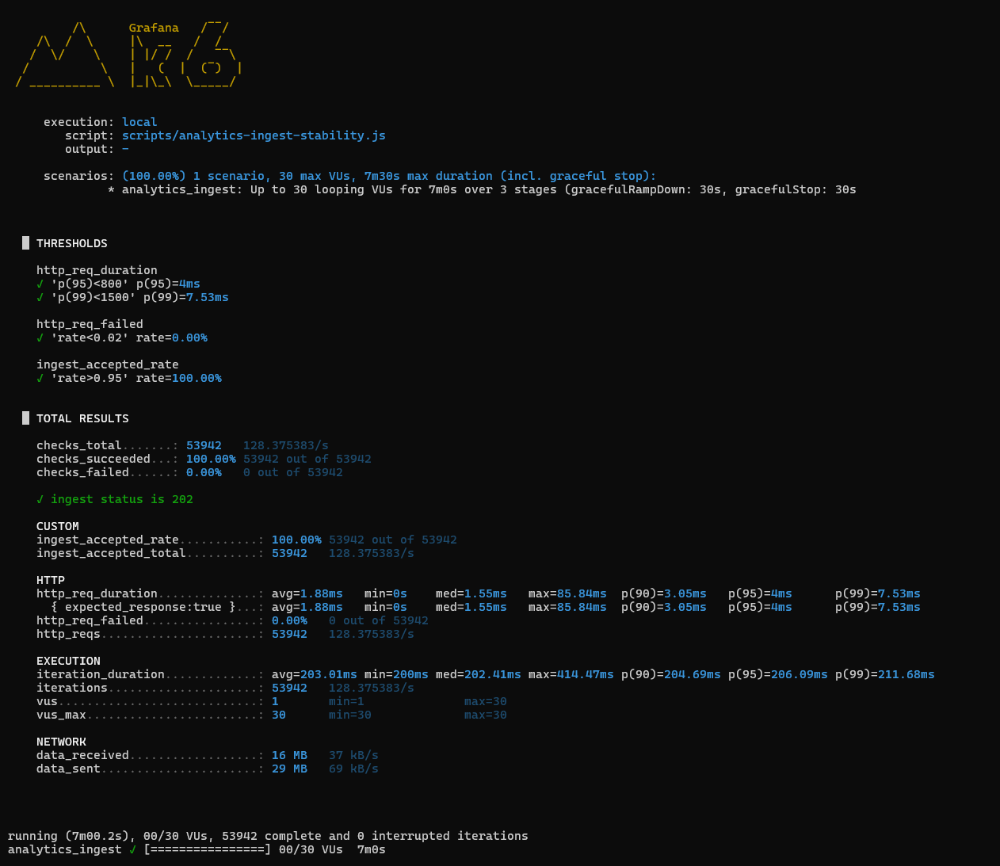 Grafana
execution: local
script: scripts/analytics-ingest-stability.js
output: -
scenarios: (100.00%) 1 scenario, 30 max VUs, 7m30s max duration (incl. graceful stop):
* analytics_ingest: Up to 30 looping VUs for 7m0s over 3 stages (gracefulRampDown: 30s, gracefulStop: 30s
THRESHOLDS
http_req_duration
✓ 'p(95)<800' p(95)=4ms
✓ 'p(99)<1500' p(99)=7.53ms
http_req_failed
✓ 'rate<0.02' rate=0.00%
ingest_accepted_rate
✓ 'rate>0.95' rate=100.00%
TOTAL RESULTS
checks_total.......: 53942 128.375383/s
checks_succeeded...: 100.00% 53942 out of 53942
checks_failed......: 0.00% 0 out of 53942
✓ ingest status is 202
CUSTOM
ingest_accepted_rate...........: 100.00% 53942 out of 53942
ingest_accepted_total..........: 53942 128.375383/s
HTTP
http_req_duration..............: avg=1.88ms min=0s med=1.55ms max=85.84ms p(90)=3.05ms p(95)=4ms p(99)=7.53ms
{ expected_response:true }...: avg=1.88ms min=0s med=1.55ms max=85.84ms p(90)=3.05ms p(95)=4ms p(99)=7.53ms
http_req_failed................: 0.00% 0 out of 53942
http_reqs......................: 53942 128.375383/s
EXECUTION
iteration_duration.............: avg=203.01ms min=200ms med=202.41ms max=414.47ms p(90)=204.69ms p(95)=206.09ms p(99)=211.68ms
iterations.....................: 53942 128.375383/s
vus............................: 1 min=1 max=30
vus_max........................: 30 min=30 max=30
NETWORK
data_received..................: 16 MB 37 kB/s
data_sent......................: 29 MB 69 kB/s
running (7m00.2s), 00/30 VUs, 53942 complete and 0 interrupted iterations
analytics_ingest ✓ [================] 00/30 VUs 7m0s